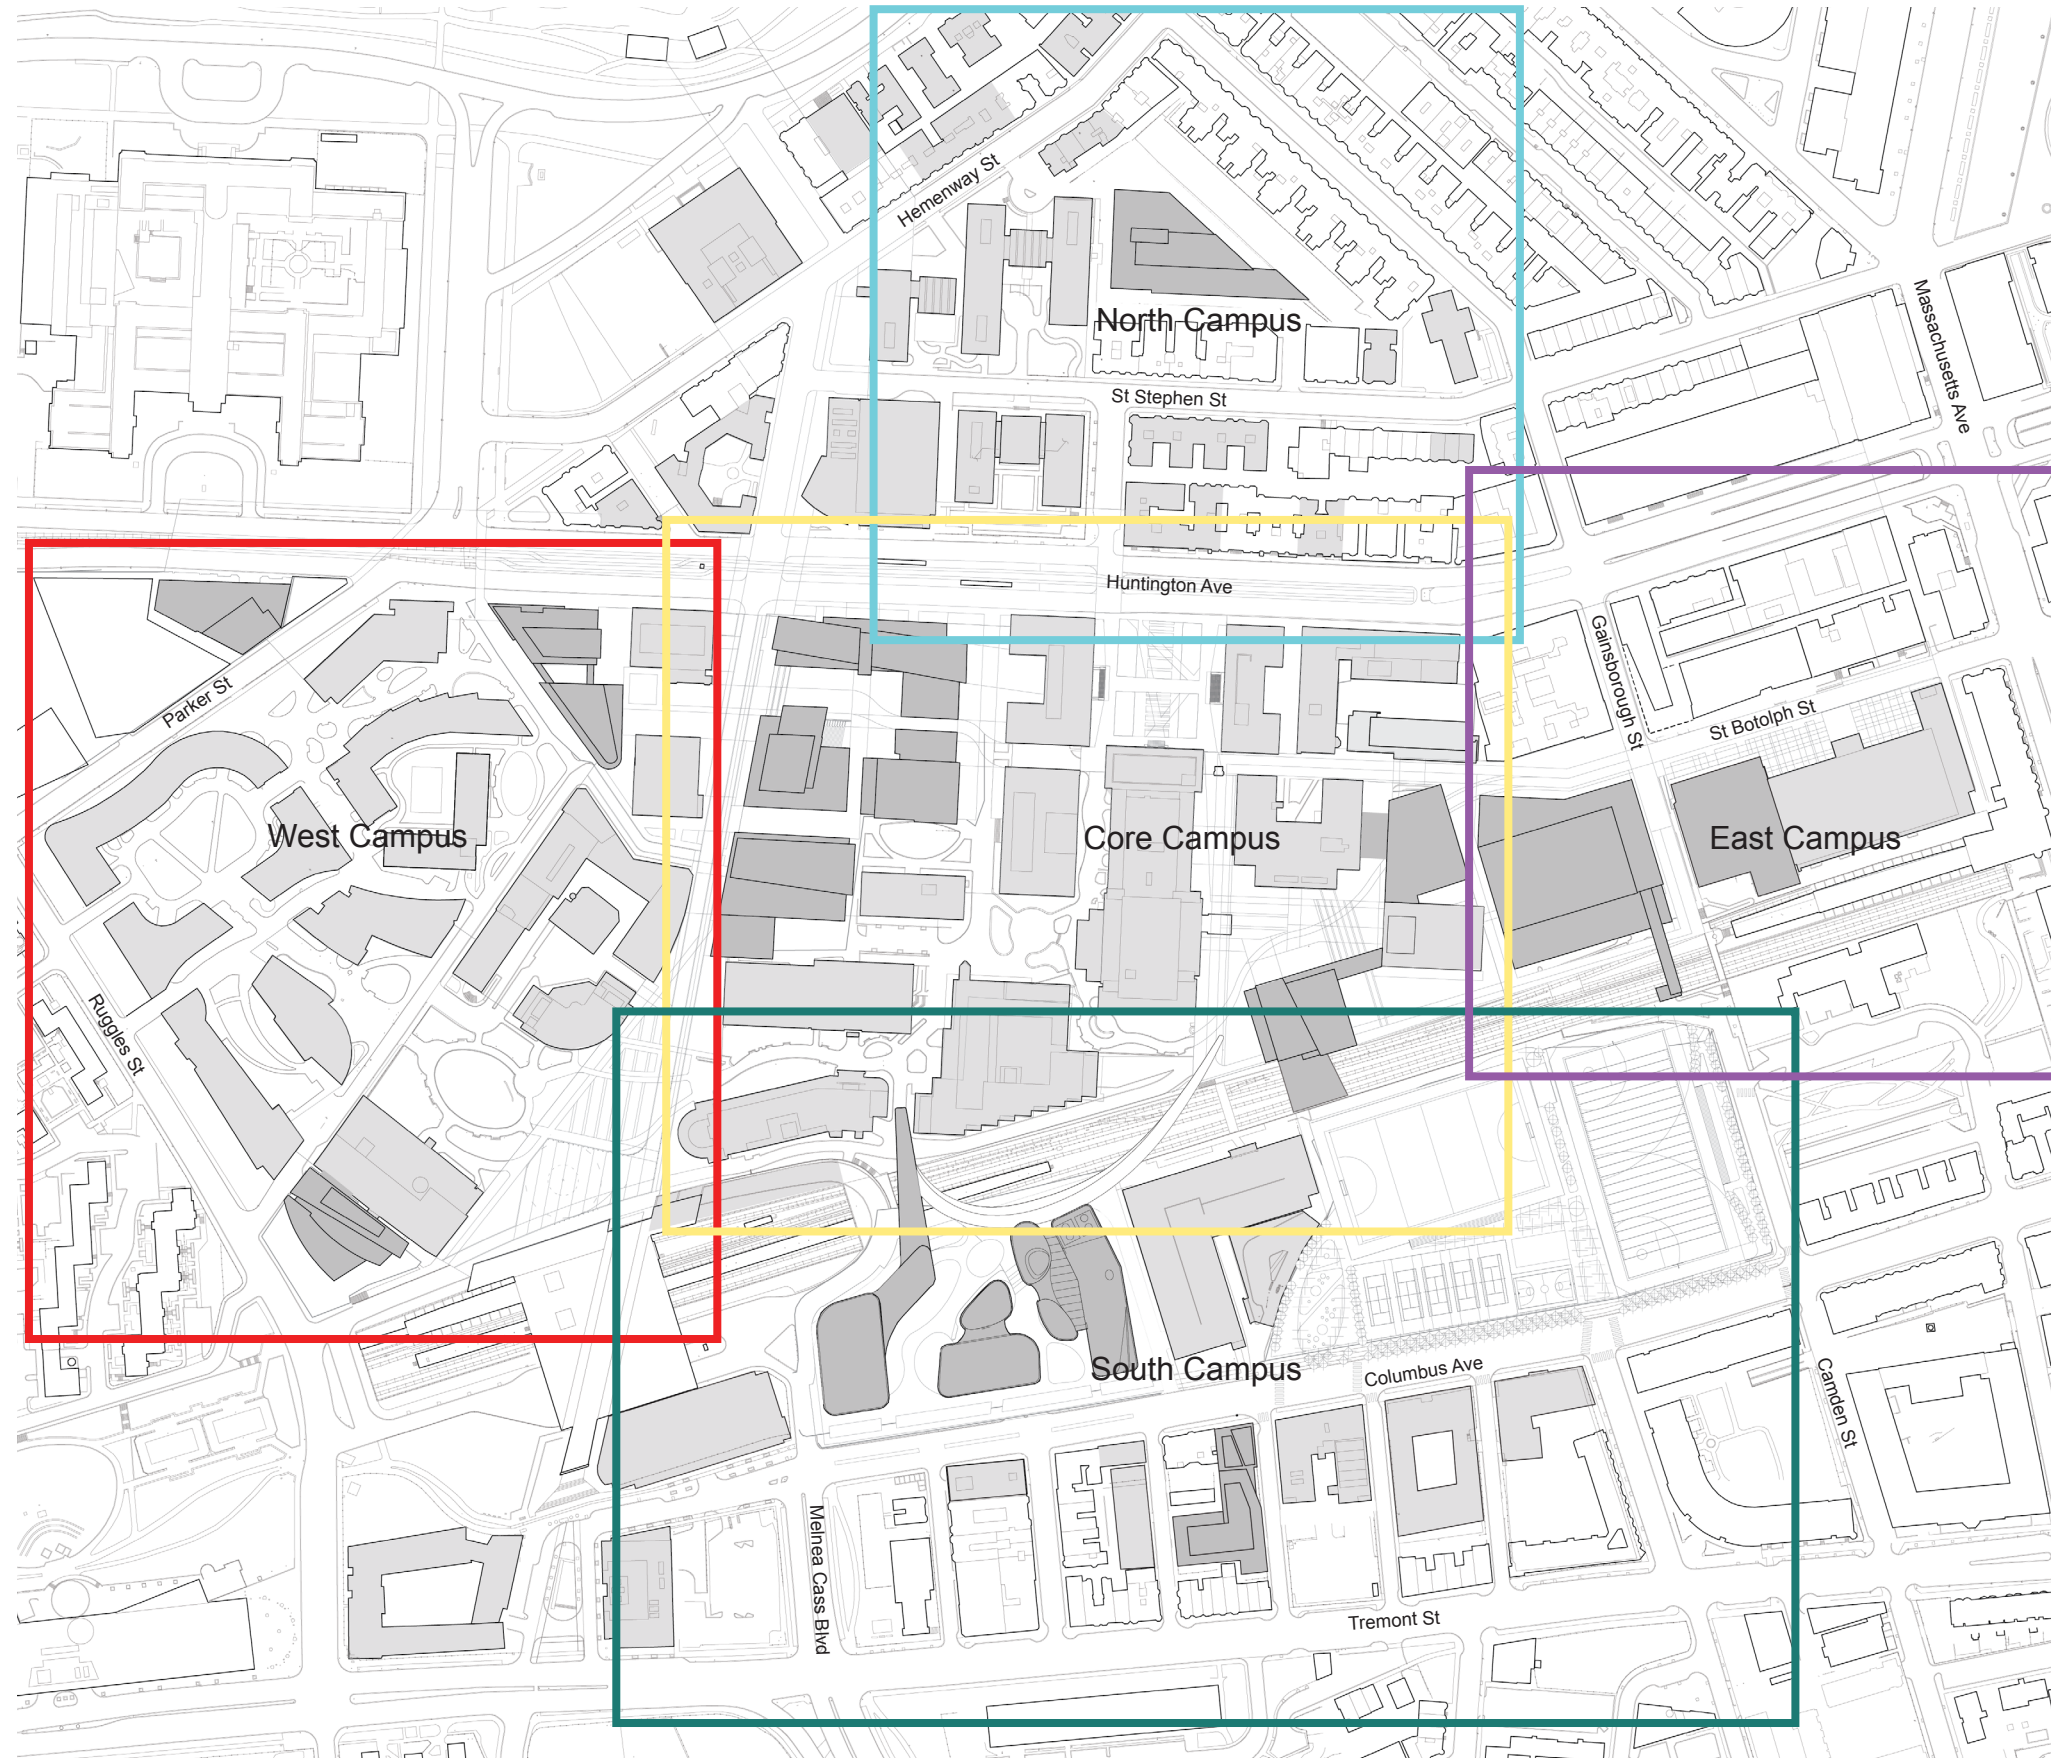 Hemenway St
Massachusetts Ave
North Campus
St Stephen St
Huntington Ave
Gainsborough St
Parker St
St Botolph St
West Campus
Core Campus
East Campus
Ruggles St
South Campus
Columbus Ave
Camden St
Melnea Cass Blvd
Tremont St